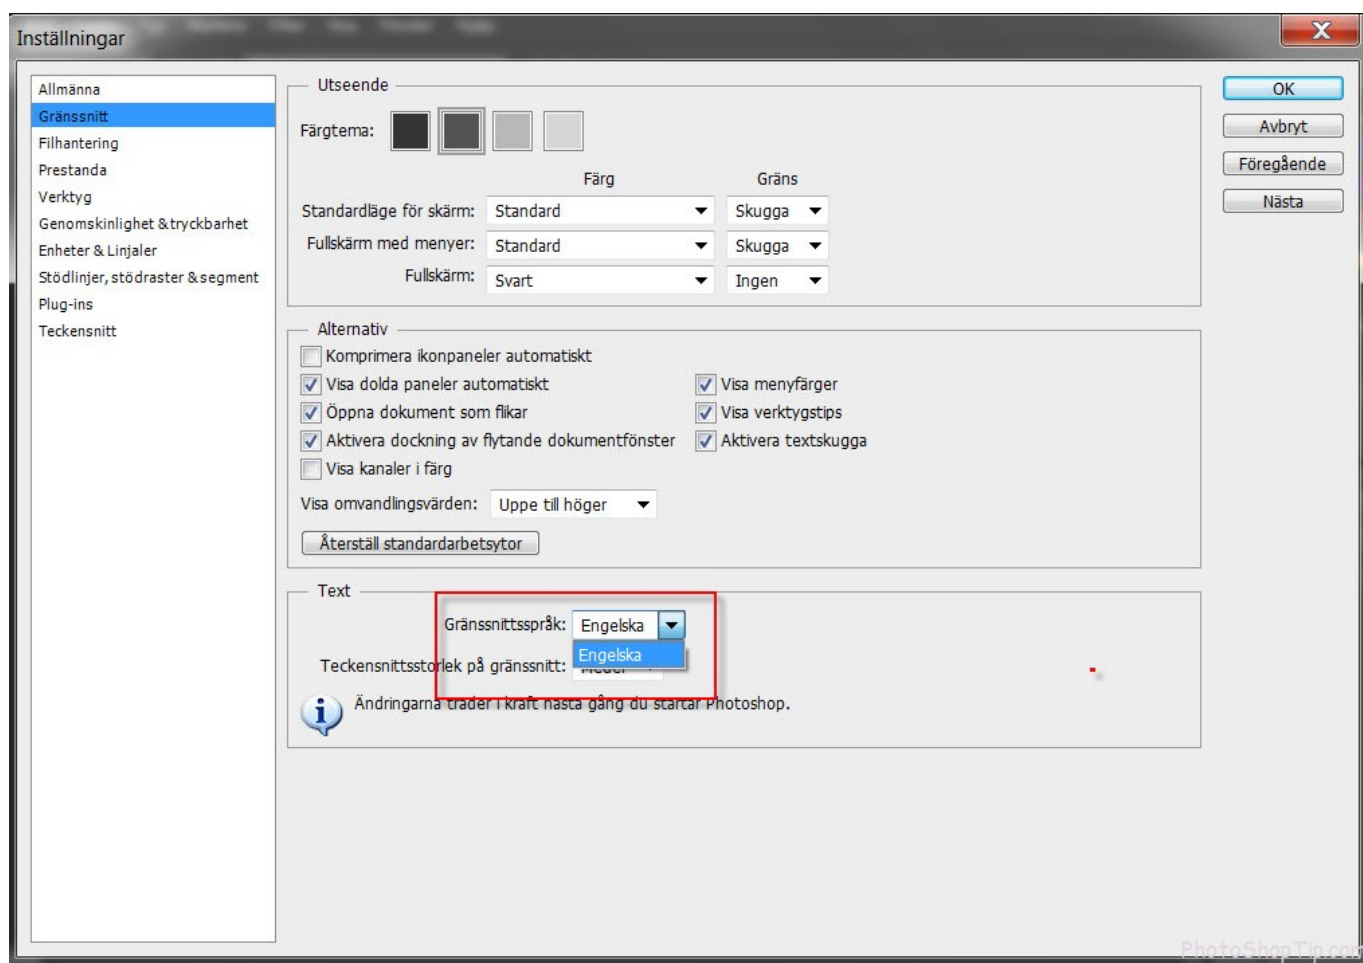 Inställningar
Allmänna
Gränssnitt
Filhantering
Prestanda
Verktyg
Genomskinlighet & tryckbarhet
Enheter & Linjaler
Stödlinjer, stödraster & segment
Plug-ins
Teckensnitt
Utseende
Färgtema:
Färg Gräns
Standardläge för skärm: Standard Skugga
Fullskärm med menyer: Standard Skugga
Fullskärm: Svart Ingen
Alternativ
Komprimera ikonpaneler automatiskt
Visa dolda paneler automatiskt Visa menyfärger
Öppna dokument som flikar Visa verktygstips
Aktivera dockning av flytande dokumentfönster Aktivera textskugga
Visa kanaler i färg
Visa omvandlingsvärden: Uppe till höger
Återställ standardarbetsytor
Text
Gränssnittsspråk: Engelska
Engelska
Teckensnittsstorlek på gränssnitt:
Ändringarna träder i kraft nästa gång du startar Photoshop.
OK
Avbryt
Föregående
Nästa
PhotoShopTip.com